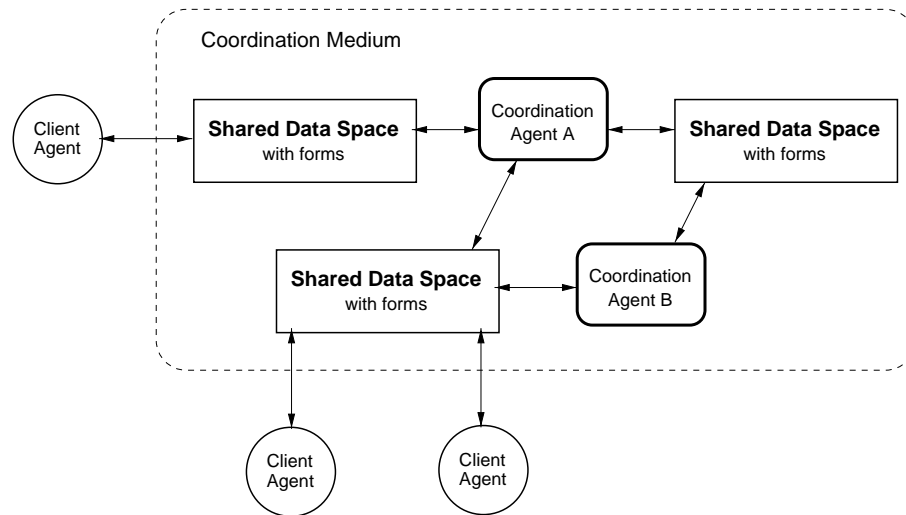 Coordination Medium
Client
Agent
Shared Data Space
with forms
Coordination
Agent A
Shared Data Space
with forms
Shared Data Space
with forms
Coordination
Agent B
Client
Agent
Client
Agent